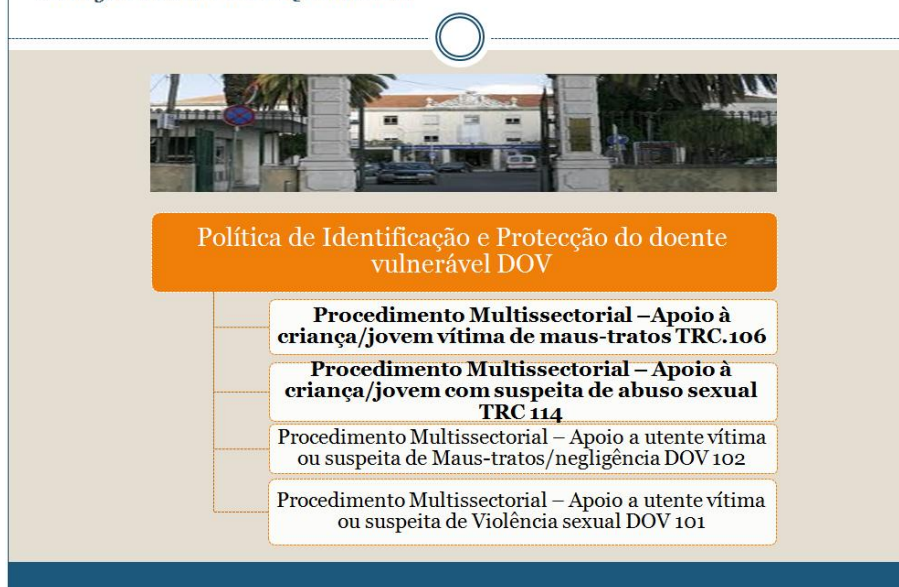 Política de Identificação e Protecção do doente
vulnerável DOV
Procedimento Multissectorial –Apoio à
criança/jovem vítima de maus-tratos TRC.106
Procedimento Multissectorial – Apoio à
criança/jovem com suspeita de abuso sexual
TRC 114
Procedimento Multissectorial – Apoio a utente vítima
ou suspeita de Maus-tratos/negligência DOV 102
Procedimento Multissectorial – Apoio a utente vítima
ou suspeita de Violência sexual DOV 101